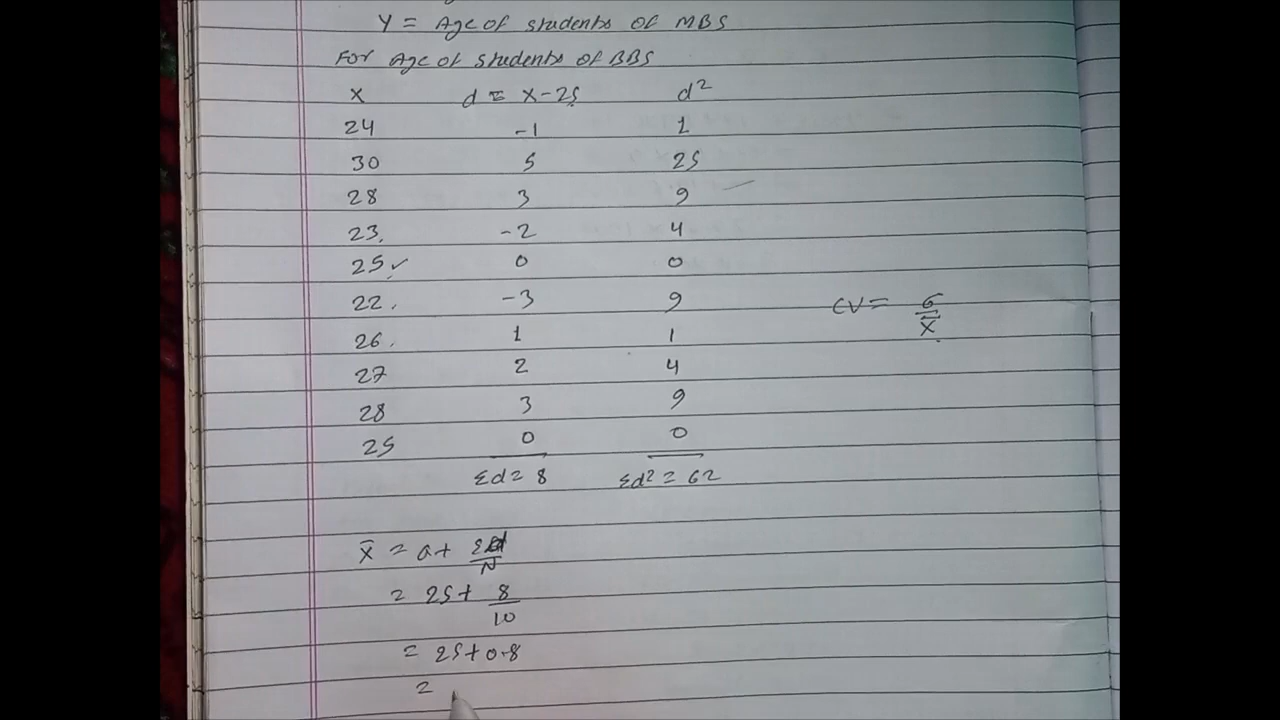 Y = Age of students of MBS
For Age of students of BBS
X d = X-25 d²
24 -1 1
30 5 25
28 3 9
23. -2 4
25✓ 0 0
22. -3 9
26. 1 1
27 2 4
28 3 9
25 0 0
Σd = 8 Σd² = 62
CV = σ/X̄
X̄ = a + Σd/N
= 25 + 8/10
= 25 + 0.8
=